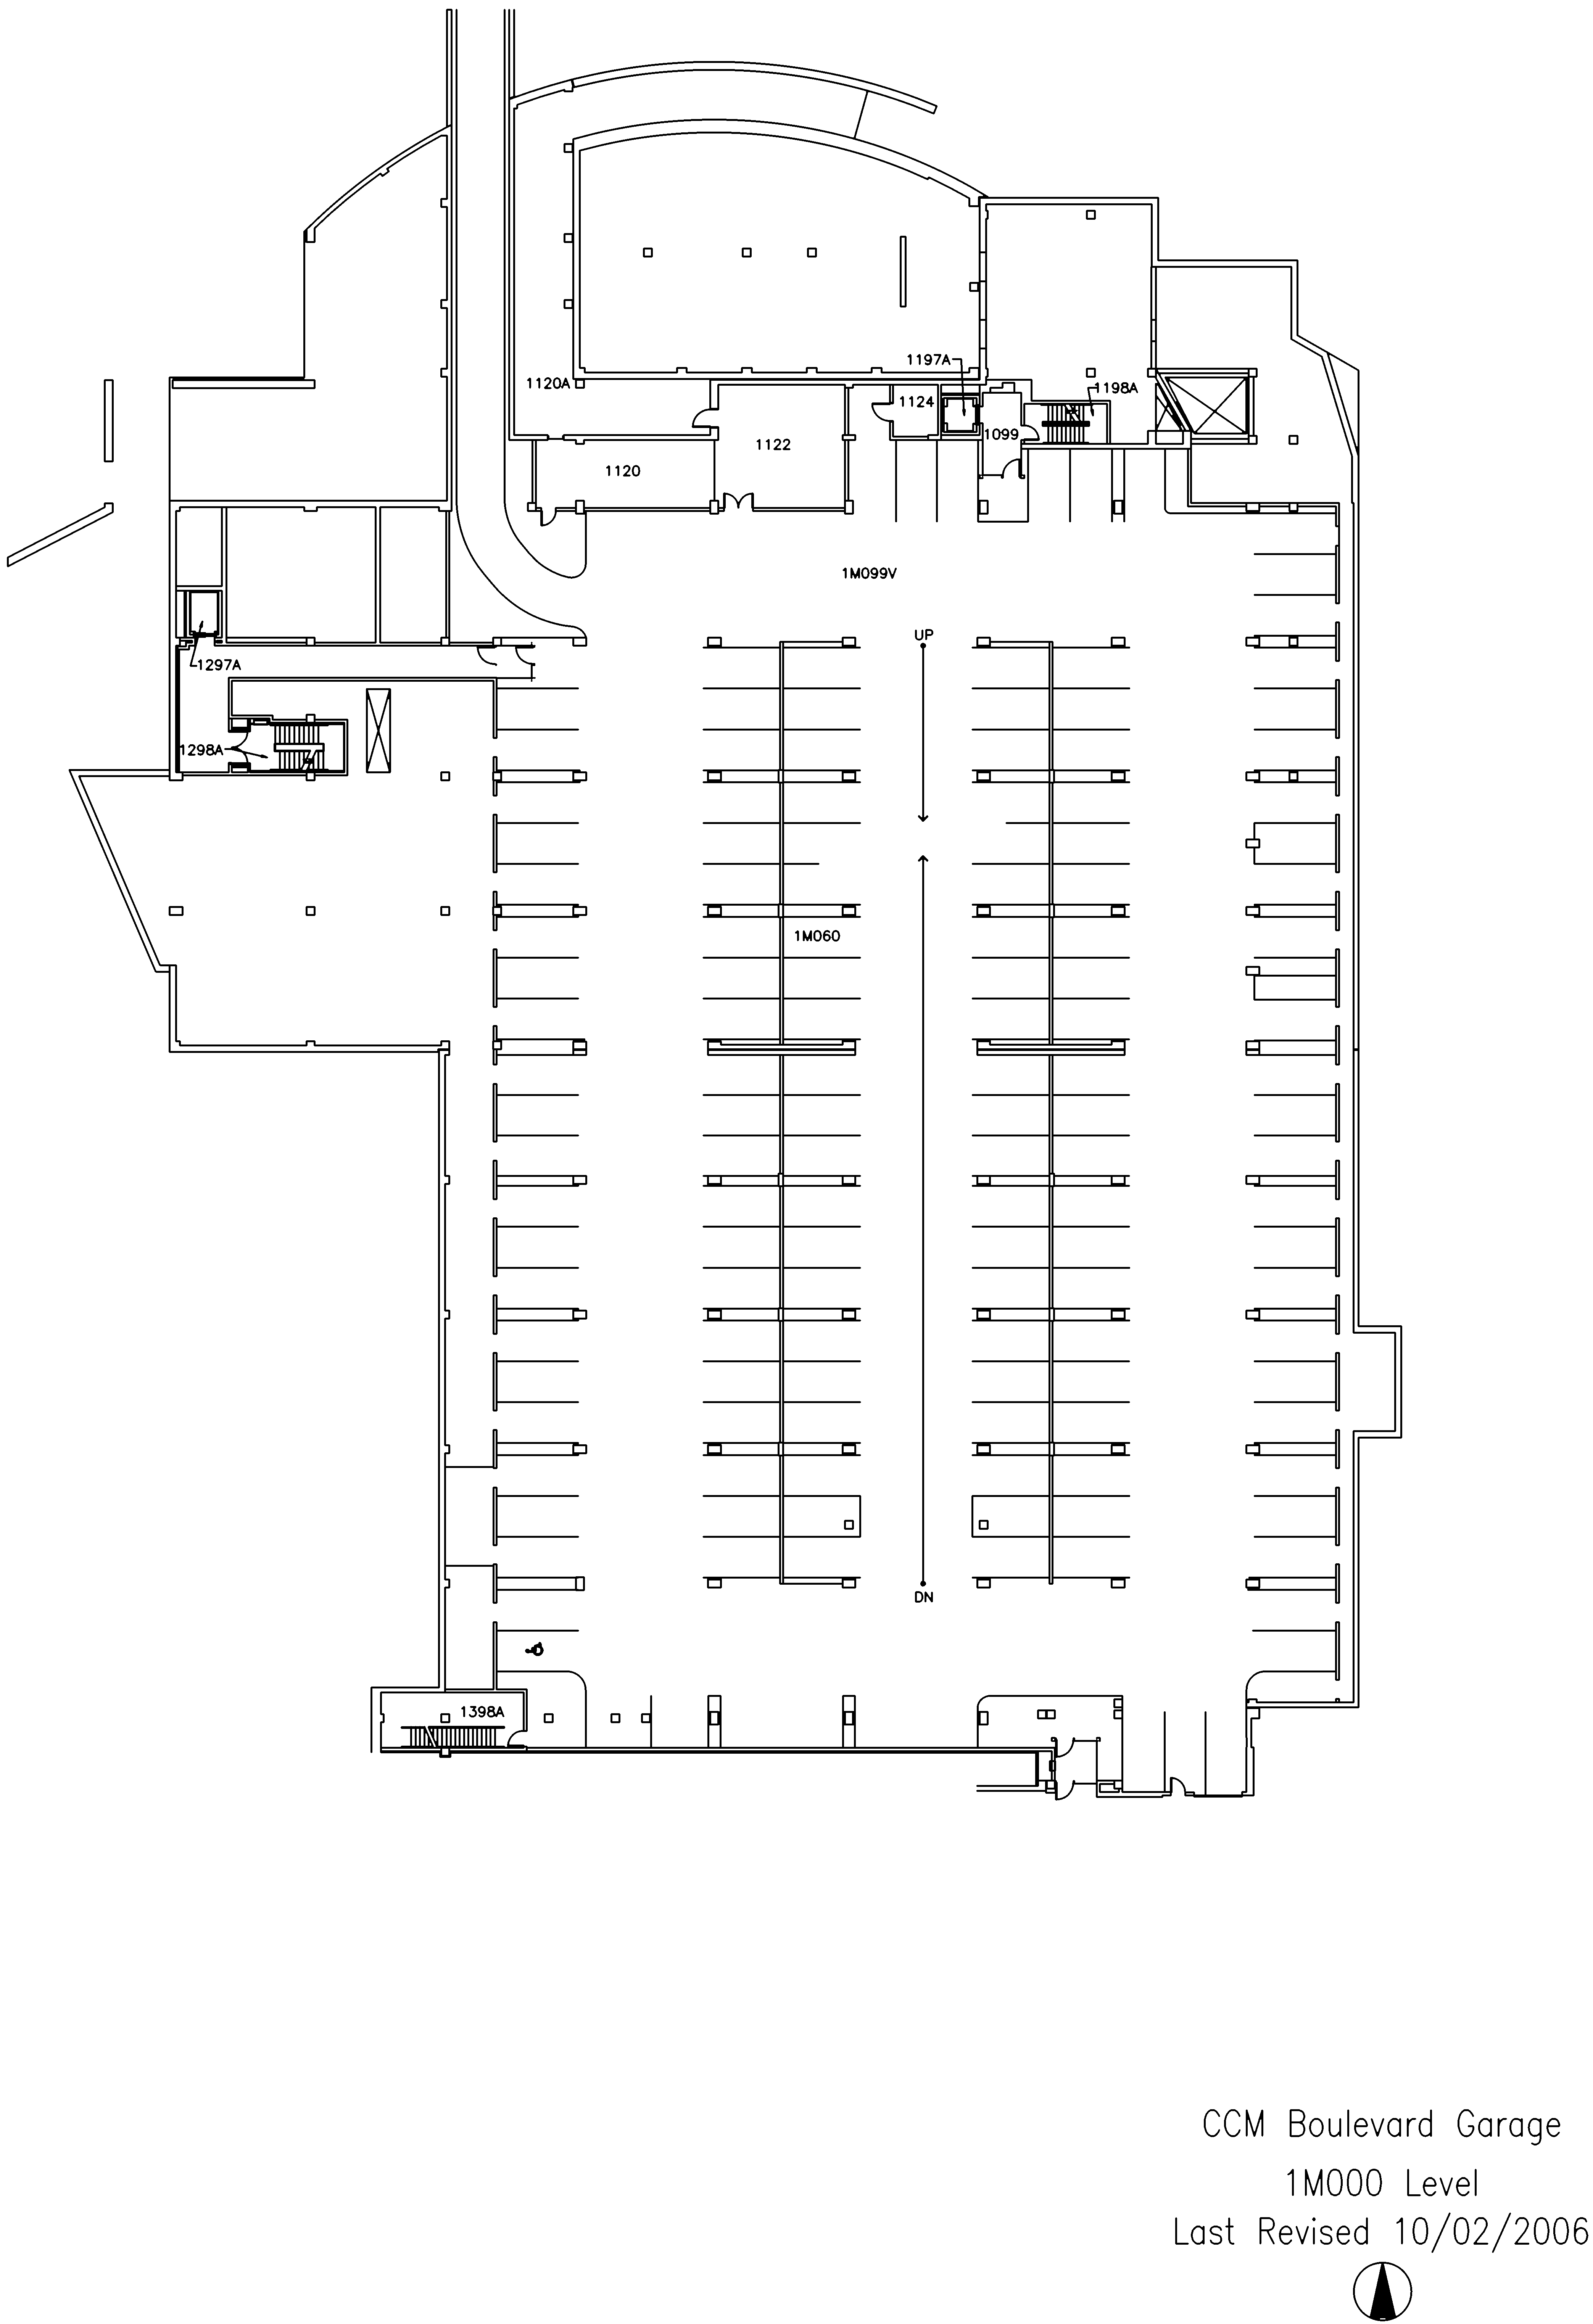 1197A
1120A
1124
1198A
1099
1122
1120
1M099V
UP
1297A
1298A
1M060
DN
1398A
CCM Boulevard Garage
1M000 Level
Last Revised 10/02/2006